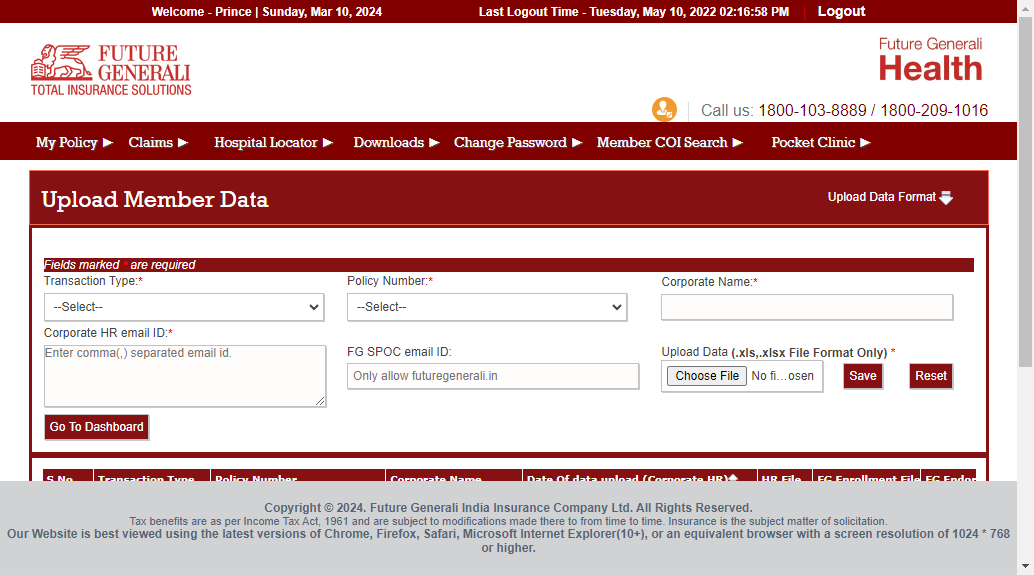 Welcome - Prince | Sunday, Mar 10, 2024 Last Logout Time - Tuesday, May 10, 2022 02:16:58 PM | Logout
FUTURE
GENERALI
TOTAL INSURANCE SOLUTIONS
Future Generali
Health
Call us: 1800-103-8889 / 1800-209-1016
My Policy Claims Hospital Locator Downloads Change Password Member COI Search Pocket Clinic
Upload Member Data
Upload Data Format
Fields marked * are required
Transaction Type:* Policy Number:* Corporate Name:*
--Select-- --Select--
Corporate HR email ID:*
Enter comma(,) separated email id.
FG SPOC email ID: Upload Data (.xls,.xlsx File Format Only) *
Only allow futuregenerali.in Choose File No fi...osen Save Reset
Go To Dashboard
S.No. Transaction Type Policy Number Corporate Name Date Of data upload (Corporate HR) HR File FG Enrollment File FG Endor
Copyright © 2024. Future Generali India Insurance Company Ltd. All Rights Reserved.
Tax benefits are as per Income Tax Act, 1961 and are subject to modifications made there to from time to time. Insurance is the subject matter of solicitation.
Our Website is best viewed using the latest versions of Chrome, Firefox, Safari, Microsoft Internet Explorer(10+), or an equivalent browser with a screen resolution of 1024 * 768
or higher.